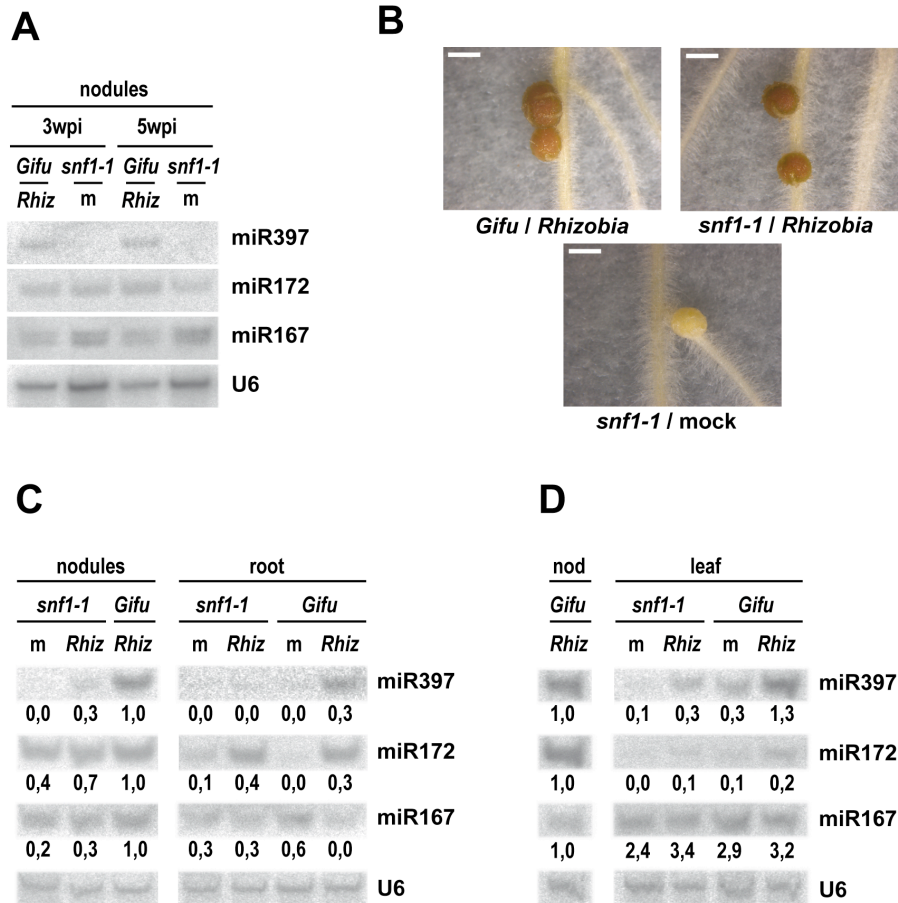 A
nodules
3wpi 5wpi
Gifu snf1-1 Gifu snf1-1
Rhiz m Rhiz m
miR397
miR172
miR167
U6
B
Gifu / Rhizobia
snf1-1 / Rhizobia
snf1-1 / mock
C
nodules root
snf1-1 Gifu snf1-1 Gifu
m Rhiz Rhiz m Rhiz m Rhiz
miR397
0,0 0,3 1,0 0,0 0,0 0,0 0,3
miR172
0,4 0,7 1,0 0,1 0,4 0,0 0,3
miR167
0,2 0,3 1,0 0,3 0,3 0,6 0,0
U6
D
nod leaf
Gifu snf1-1 Gifu
Rhiz m Rhiz m Rhiz
miR397
1,0 0,1 0,3 0,3 1,3
miR172
1,0 0,0 0,1 0,1 0,2
miR167
1,0 2,4 3,4 2,9 3,2
U6